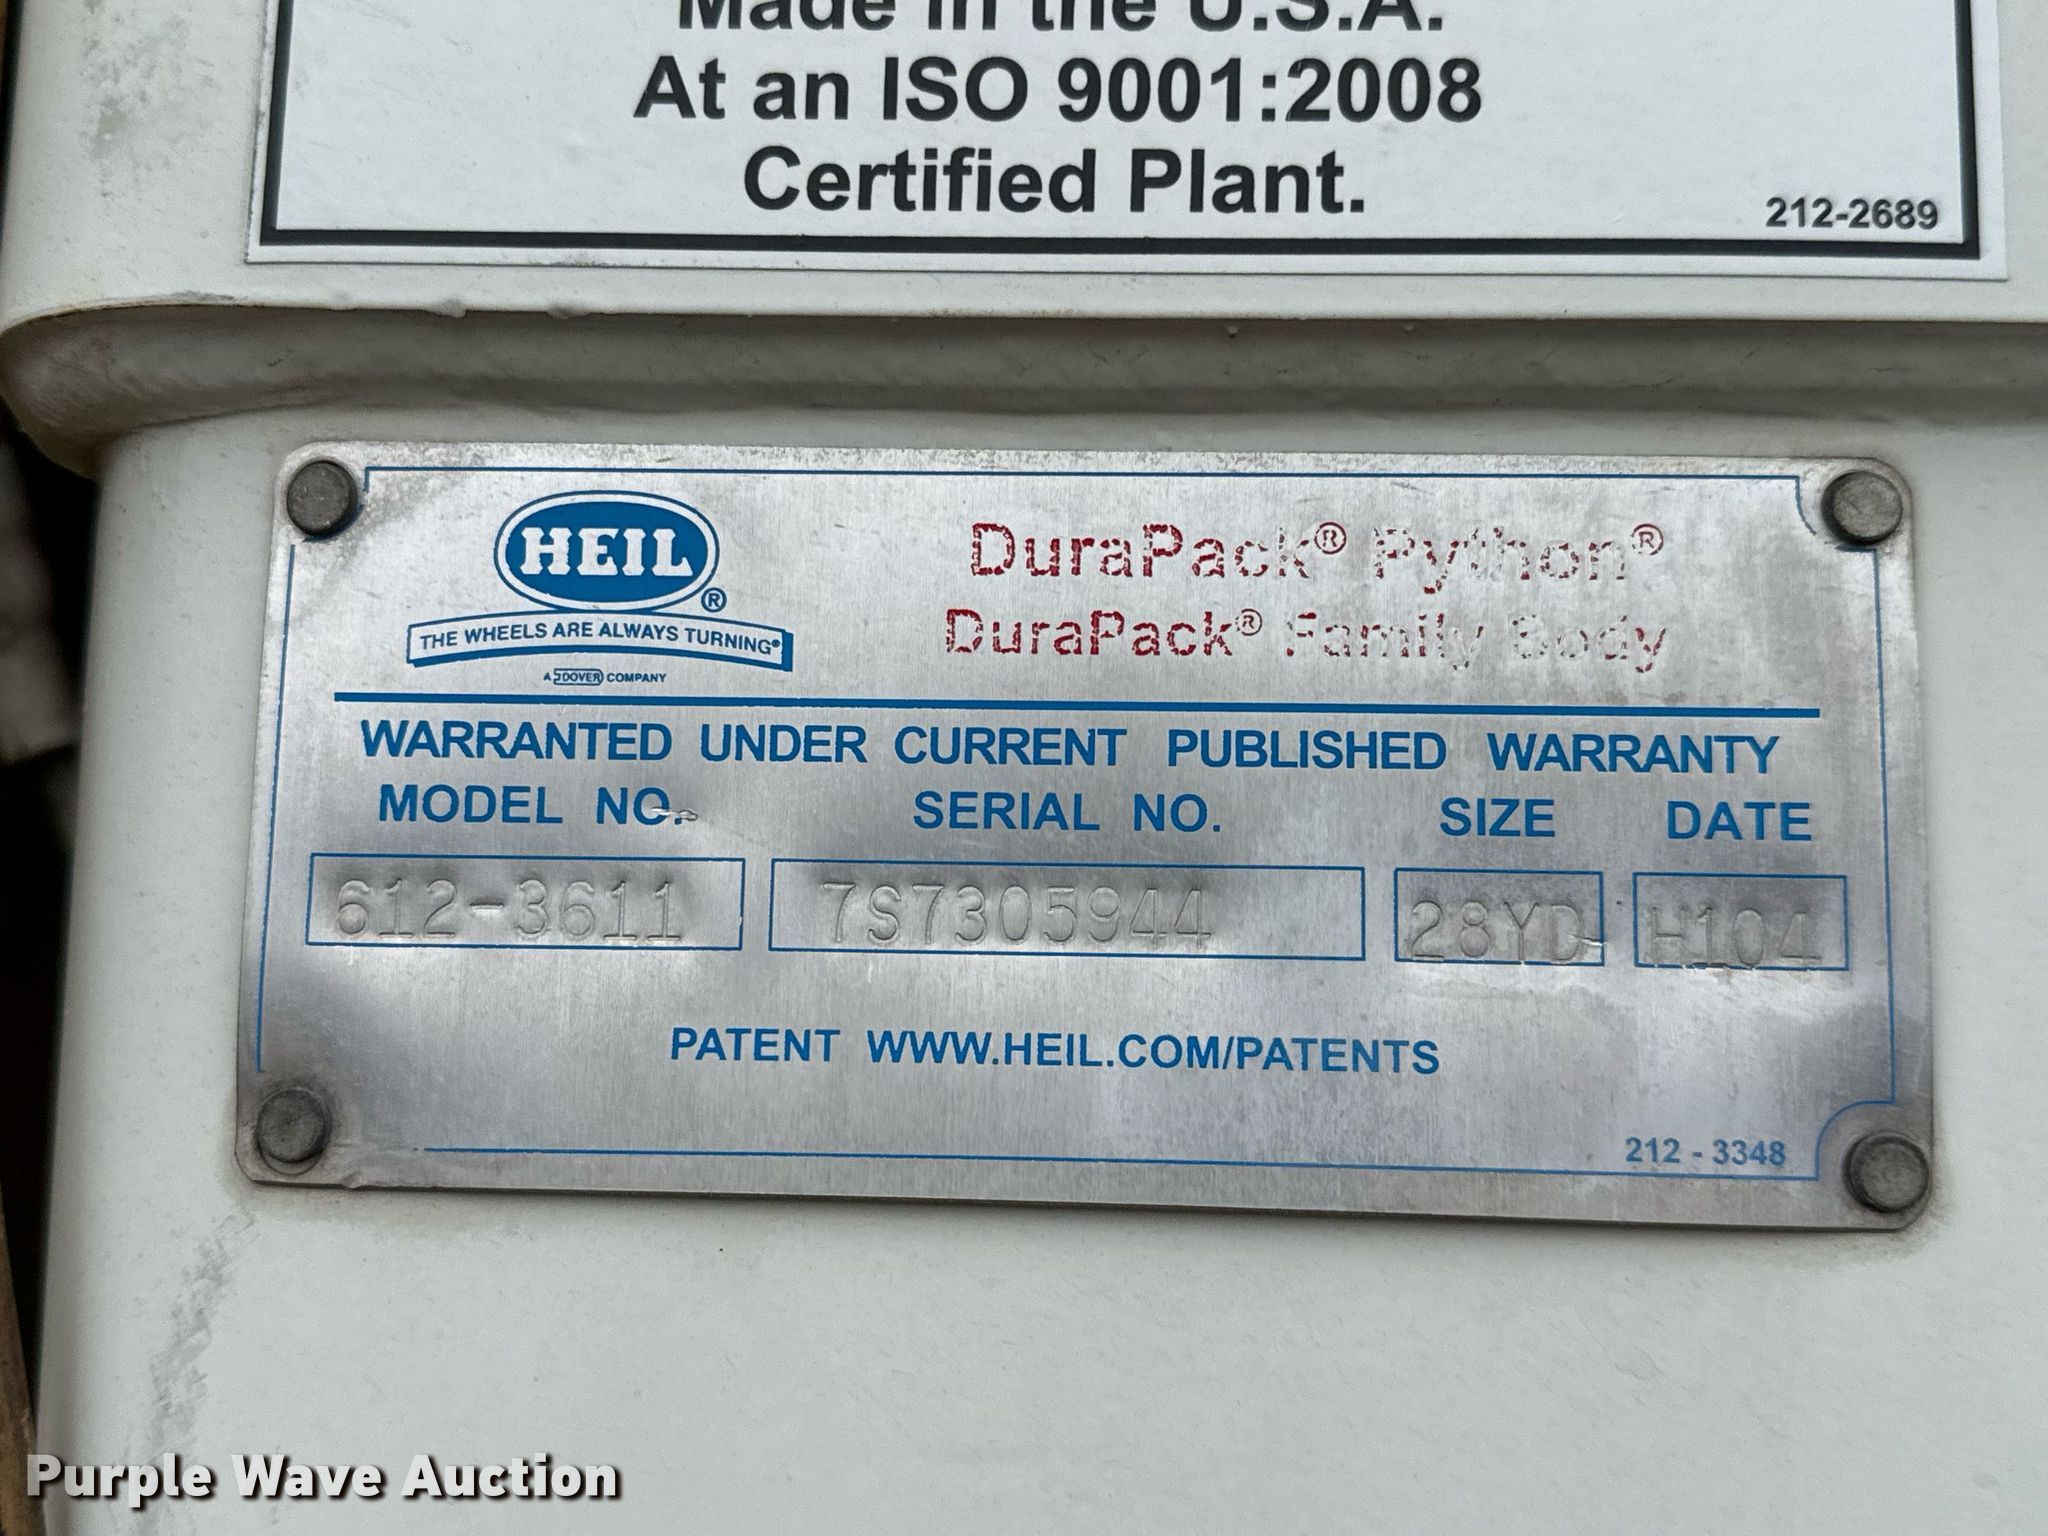 Made in the U.S.A.
At an ISO 9001:2008
Certified Plant.
212-2689
HEIL®
THE WHEELS ARE ALWAYS TURNING®
A DOVER COMPANY
DuraPack® Python®
DuraPack® Family Body
WARRANTED UNDER CURRENT PUBLISHED WARRANTY
MODEL NO. SERIAL NO. SIZE DATE
612-3611 7S7305944 28YD H104
PATENT WWW.HEIL.COM/PATENTS
212 - 3348
Purple Wave Auction